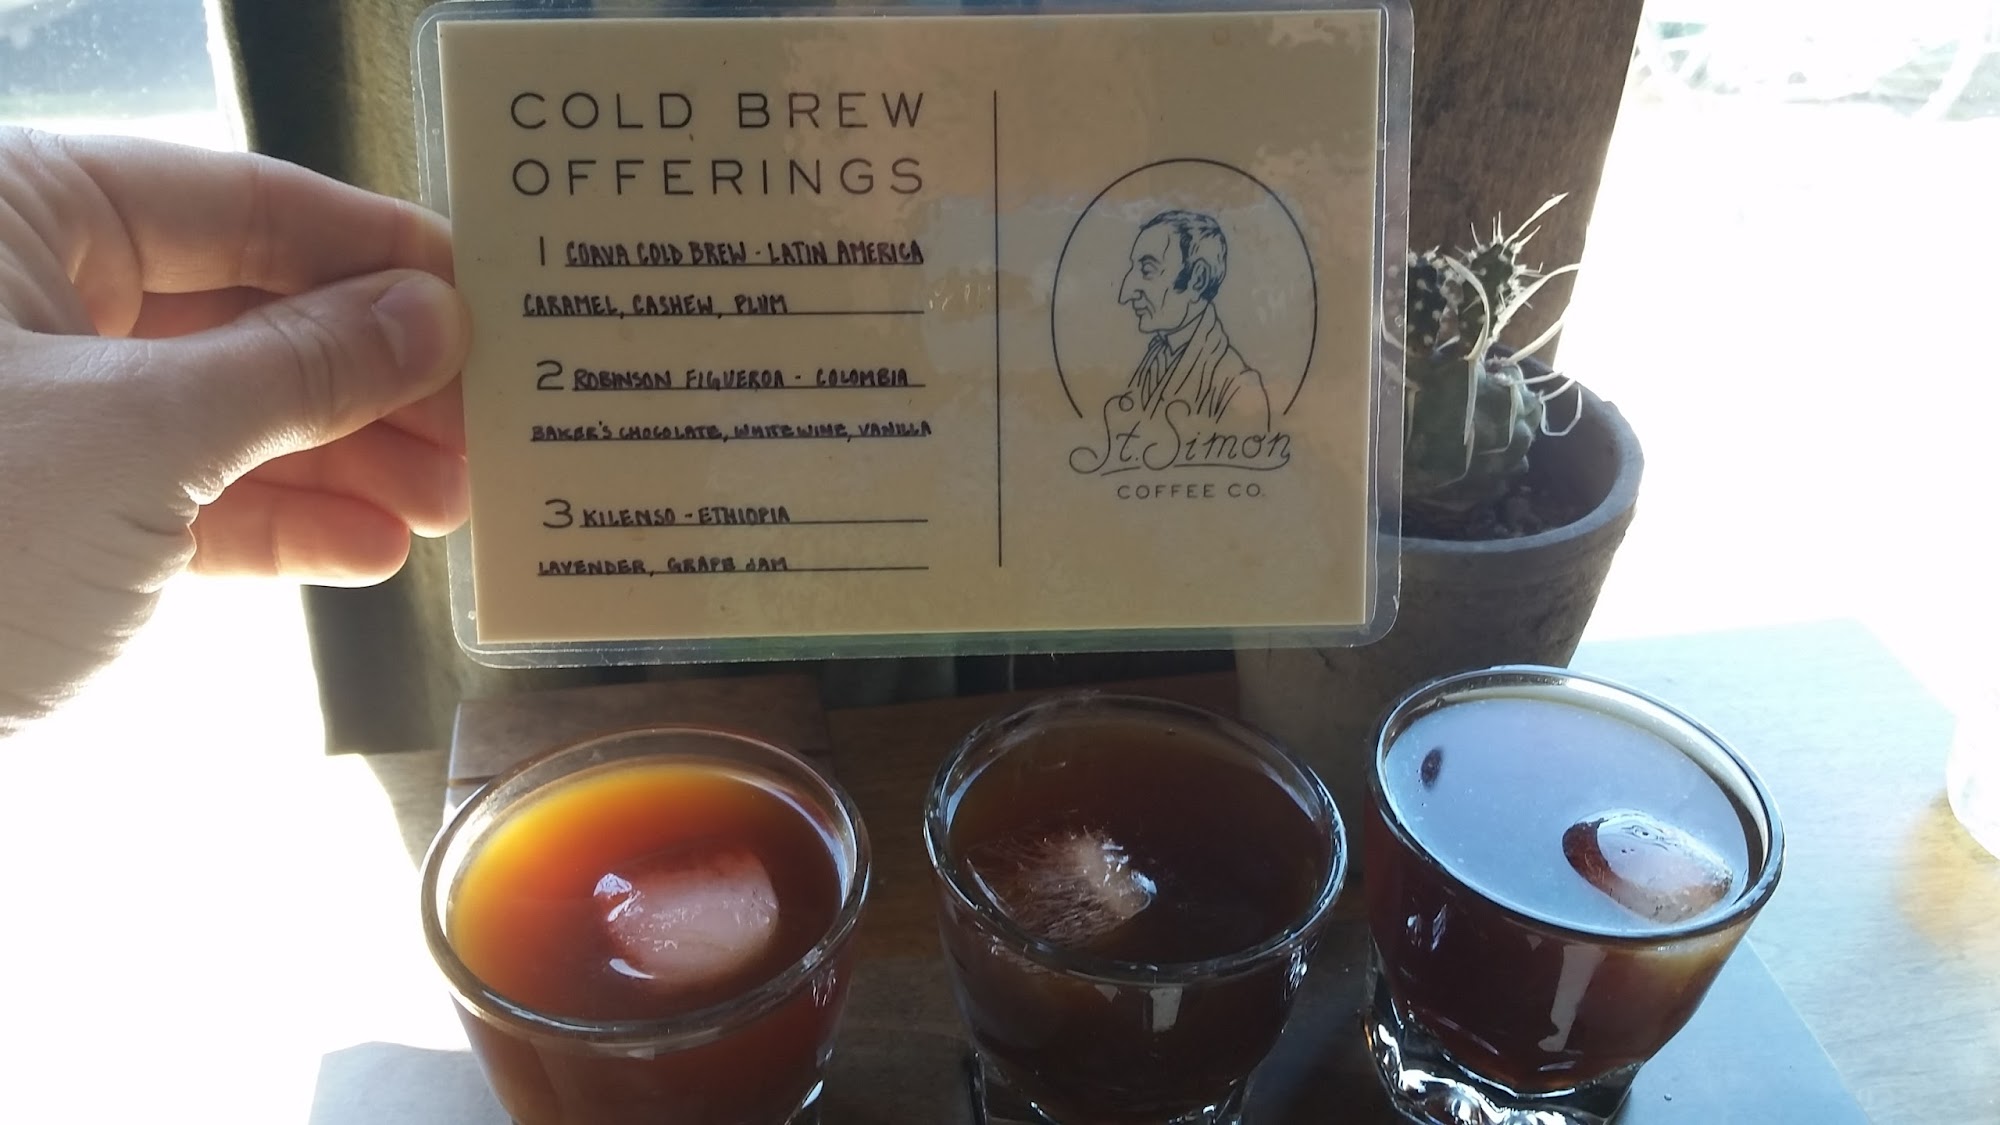 COLD BREW
OFFERINGS
1 COAVA COLD BREW - LATIN AMERICA
CARAMEL, CASHEW, PLUM
2 ROBINSON FIGUEROA - COLOMBIA
BAKER'S CHOCOLATE, WHITE WINE, VANILLA
3 KILENSO - ETHIOPIA
LAVENDER, GRAPE JAM
St. Simon
COFFEE CO.